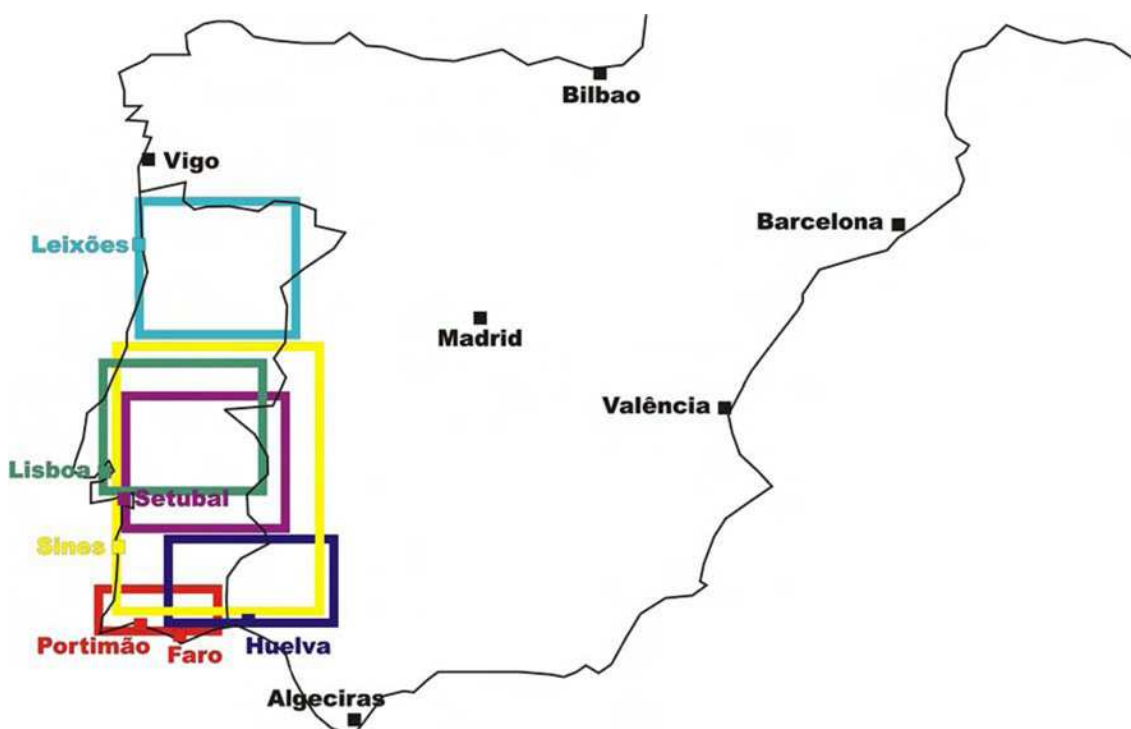 Bilbao
Vigo
Barcelona
Leixões
Madrid
Valência
Lisboa
Setubal
Sines
Portimão
Faro
Huelva
Algeciras